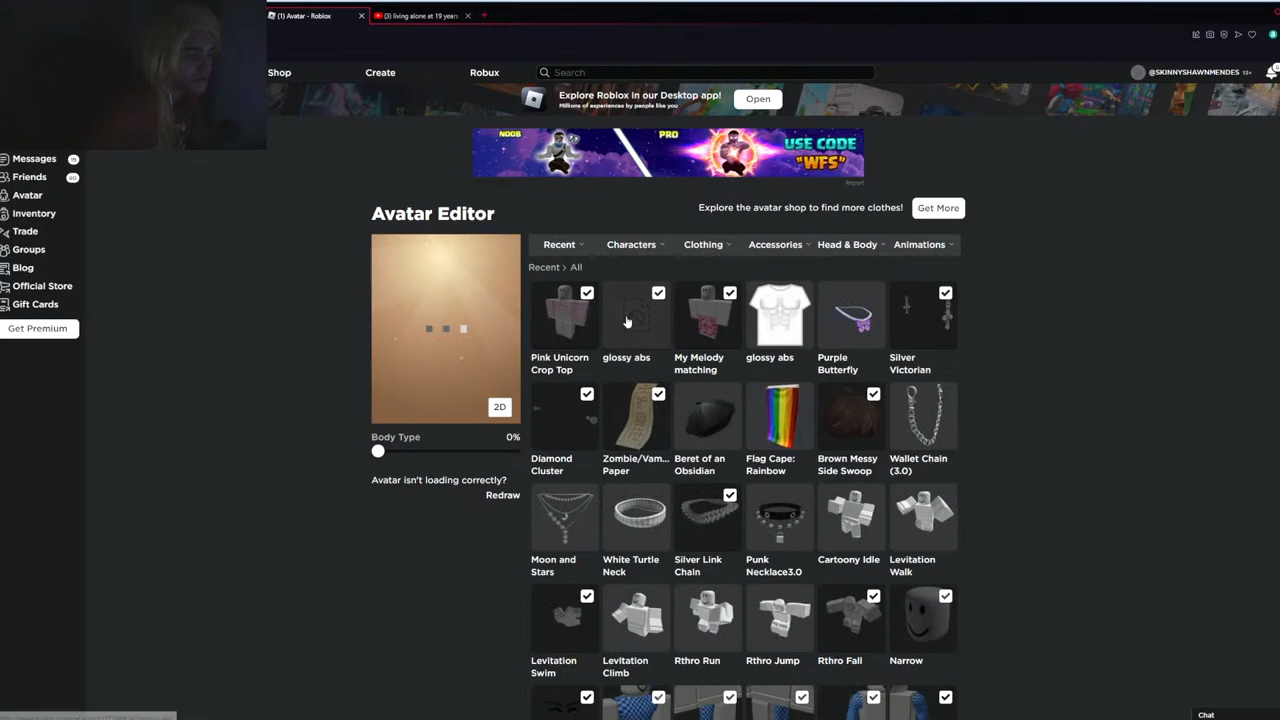 (1) Avatar - Roblox
(3) living alone at 19 years
Shop
Create
Robux
Search
@SKINNYSHAWNMENDES 13+
Explore Roblox in our Desktop app!
Millions of experiences by people like you
Open
NOOB
PRO
USE CODE
"WFS"
Report
Messages
19
Friends
60
Avatar
Inventory
Trade
Groups
Blog
Official Store
Gift Cards
Get Premium
Avatar Editor
Explore the avatar shop to find more clothes!
Get More
Recent
Characters
Clothing
Accessories
Head & Body
Animations
Recent > All
2D
Body Type
0%
Avatar isn't loading correctly?
Redraw
Pink Unicorn
Crop Top
glossy abs
My Melody
matching
glossy abs
Purple
Butterfly
Silver
Victorian
Diamond
Cluster
Zombie/Vam...
Paper
Beret of an
Obsidian
Flag Cape:
Rainbow
Brown Messy
Side Swoop
Wallet Chain
(3.0)
Moon and
Stars
White Turtle
Neck
Silver Link
Chain
Punk
Necklace3.0
Cartoony Idle
Levitation
Walk
Levitation
Swim
Levitation
Climb
Rthro Run
Rthro Jump
Rthro Fall
Narrow
Chat